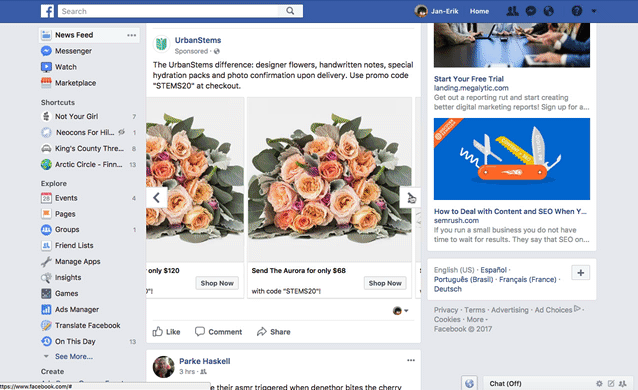 Search
Jan-Erik
Home
News Feed
Messenger
Watch
Marketplace
Shortcuts
Not Your Girl 7
Neocons For Hil...
King's County Thre...
Arctic Circle - Finn...
Explore
Events 4
Pages
Groups 1
Friend Lists
Manage Apps
Insights
Games
Ads Manager
Translate Facebook
On This Day 13
See More...
Create
https://www.facebook.com/#
UrbanStems
Sponsored ·
The UrbanStems difference: designer flowers, handwritten notes, special
hydration packs and photo confirmation upon delivery. Use promo code
"STEMS20" at checkout.
only $120
Shop Now
Send The Aurora for only $68
with code "STEMS20"!
Shop Now
Like
Comment
Share
Parke Haskell
3 hrs ·
their asmr triggered when denethor bites the cherry
Start Your Free Trial
landing.megalytic.com
Get out a reporting rut and start creating
better digital marketing reports! Sign up for a...
How to Deal with Content and SEO When Y...
semrush.com
If you run a small business you do not have
time to wait for results. They say that SEO on...
English (US) · Español ·
Português (Brasil) · Français (France) ·
Deutsch
Privacy · Terms · Advertising · Ad Choices
Cookies · More ·
Facebook © 2017
Chat (Off)